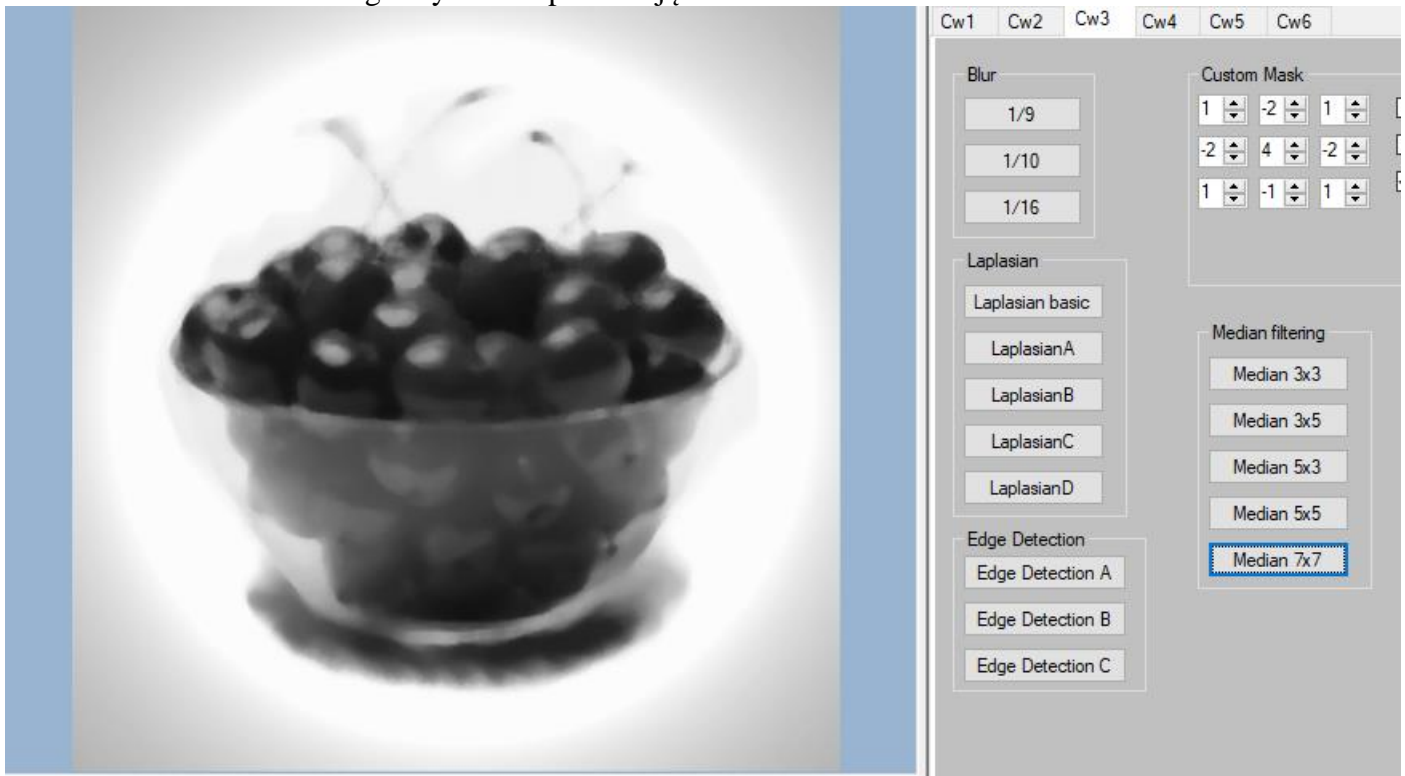 Cw1 Cw2 Cw3 Cw4 Cw5 Cw6
Blur
1/9
1/10
1/16
Custom Mask
1 -2 1
-2 4 -2
1 -1 1
Laplasian
Laplasian basic
LaplasianA
LaplasianB
LaplasianC
LaplasianD
Median filtering
Median 3x3
Median 3x5
Median 5x3
Median 5x5
Median 7x7
Edge Detection
Edge Detection A
Edge Detection B
Edge Detection C